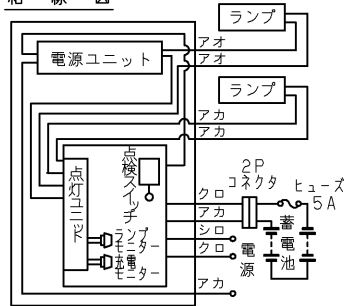 結線図
ランプ
アオ
アオ
電源ユニット
ランプ
アカ
アカ
点検スイッチ
点灯ユニット
2P
コネクタ
ヒューズ
5A
クロ
アカ
シロ
クロ
電源
蓄電池
ランプ
モニター
充電
モニター
アカ